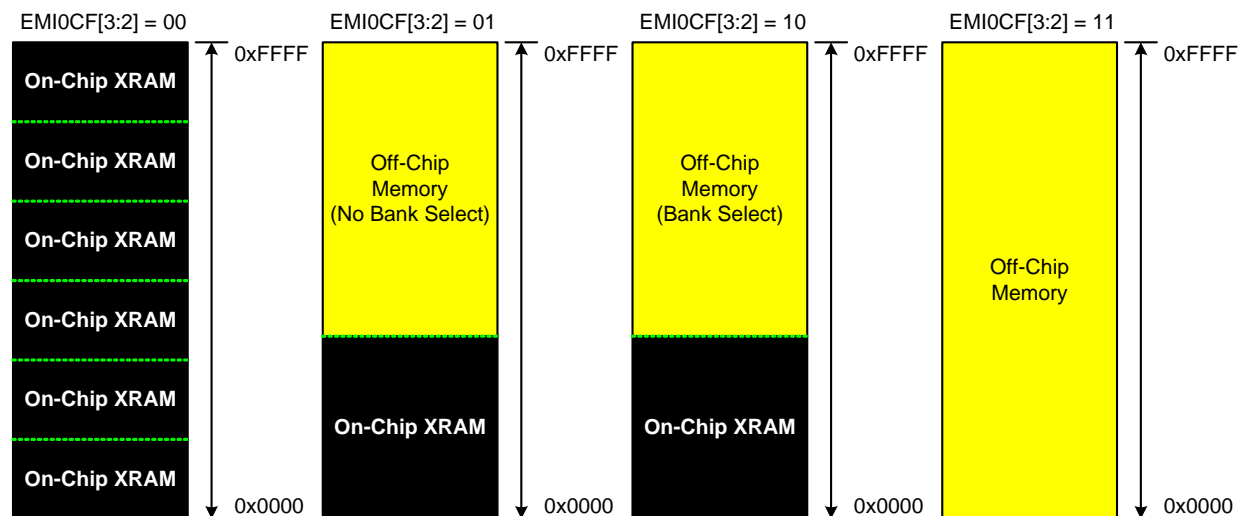 EMI0CF[3:2] = 00
On-Chip XRAM
On-Chip XRAM
On-Chip XRAM
On-Chip XRAM
On-Chip XRAM
On-Chip XRAM
0xFFFF
0x0000
EMI0CF[3:2] = 01
Off-Chip
Memory
(No Bank Select)
On-Chip XRAM
0xFFFF
0x0000
EMI0CF[3:2] = 10
Off-Chip
Memory
(Bank Select)
On-Chip XRAM
0xFFFF
0x0000
EMI0CF[3:2] = 11
Off-Chip
Memory
0xFFFF
0x0000